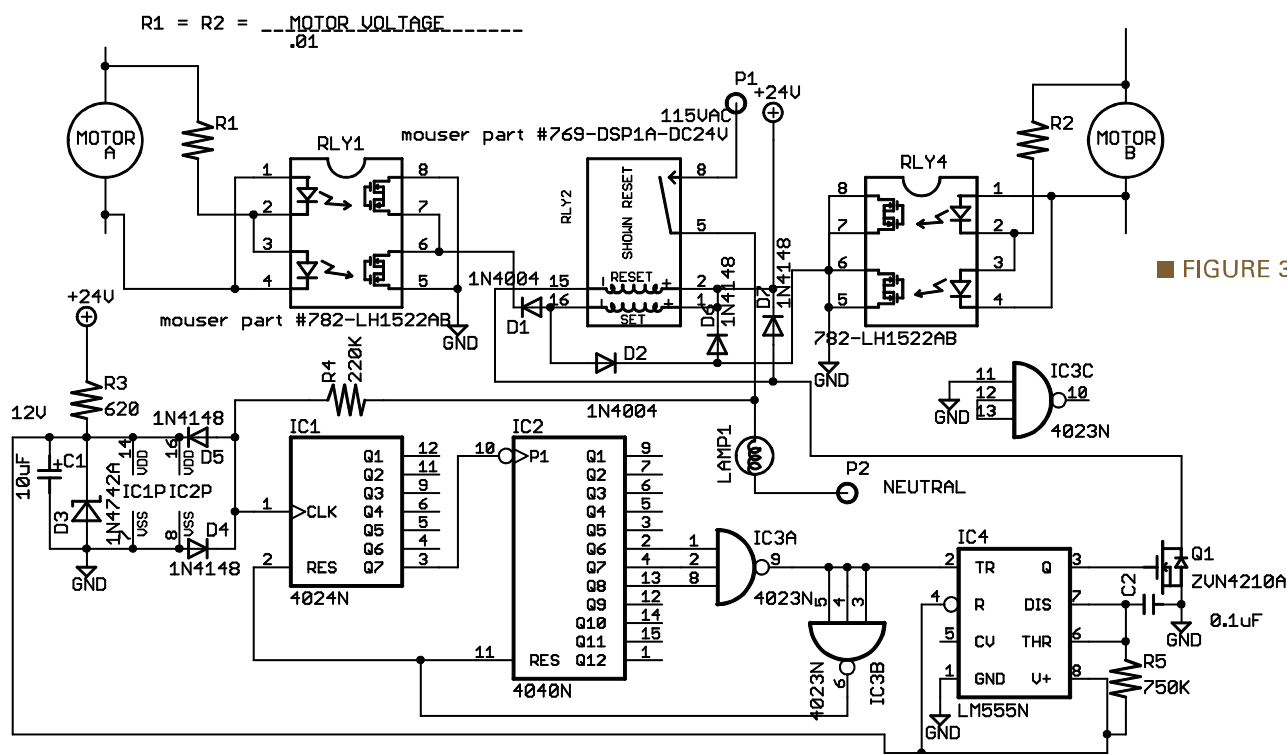 R1 = R2 = MOTOR VOLTAGE
.01
P1
+24V
115VAC
mouser part #769-DSP1A-DC24V
MOTOR
A
R1
RLY1
1
2
3
4
8
7
6
5
mouser part #782-LH1522AB
GND
RLY2
SHOWN RESET
8
5
1N4004
15
16
RESET
SET
- +
- +
2
1
D1
D2
D6
1N4148
D7
1N4148
R2
MOTOR
B
RLY4
8
7
6
5
1
2
3
4
782-LH1522AB
GND
■ FIGURE 3
+24V
R3
620
12V
10uF
+
C1
D3
1N4742A
GND
14
VDD
16
VDD
IC1P
IC2P
7
VSS
8
VSS
1N4148
D5
D4
1N4148
R4
220K
IC1
1
CLK
2
RES
Q1 12
Q2 11
Q3 9
Q4 6
Q5 5
Q6 4
Q7 3
4024N
1N4004
IC2
10
P1
11
RES
Q1 9
Q2 7
Q3 6
Q4 5
Q5 3
Q6 2
Q7 4
Q8 13
Q9 12
Q10 14
Q11 15
Q12 1
4040N
LAMP1
P2
NEUTRAL
IC3C
11
12
13
10
GND
4023N
IC3A
1
2
8
9
4023N
5
4
3
4023N
6
IC3B
IC4
2 TR
4 R
5 CV
1 GND
Q 3
DIS 7
THR 6
V+ 8
LM555N
GND
Q1
ZVN4210A
C2
0.1uF
GND
R5
750K